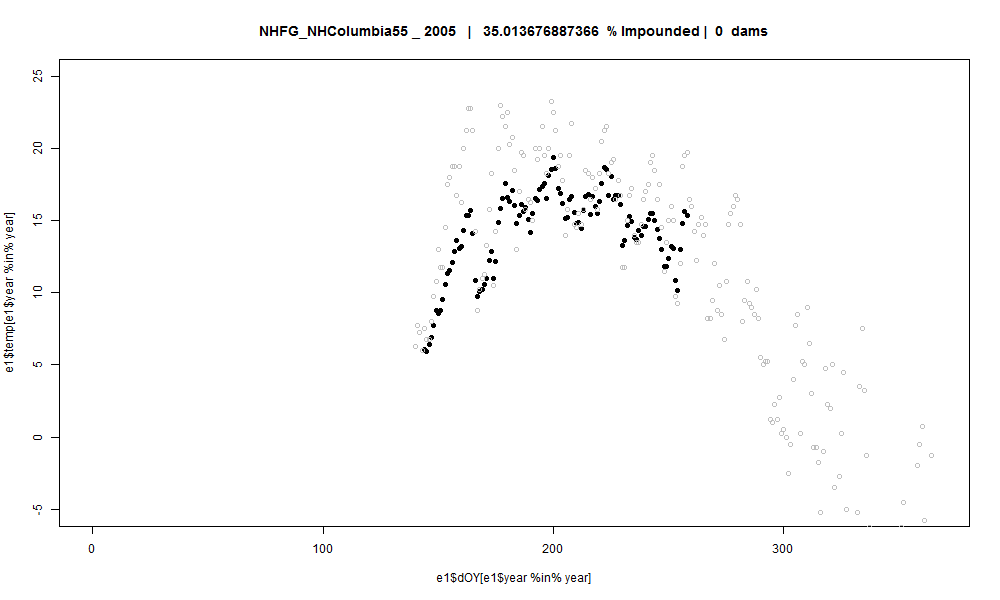 NHFG_NHColumbia55 _ 2005 | 35.013676887366 % Impounded | 0 dams
25
20
15
10
5
0
-5
e1$temp[e1$year %in% year]
0 100 200 300
e1$dOY[e1$year %in% year]